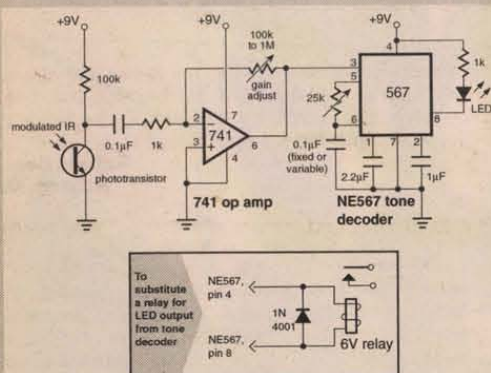 +9V
+9V
+9V
100k
modulated IR
0.1µF
1k
phototransistor
100k
to 1M
gain
adjust
2
3
741
+
7
6
4
741 op amp
3
5
25k
6
0.1µF
(fixed or
variable)
4
567
8
1
7
2
2.2µF
1µF
1k
LED
NE567 tone
decoder
To
substitute
a relay for
LED output
from tone
decoder
NE567,
pin 4
1N
4001
NE567,
pin 8
6V relay